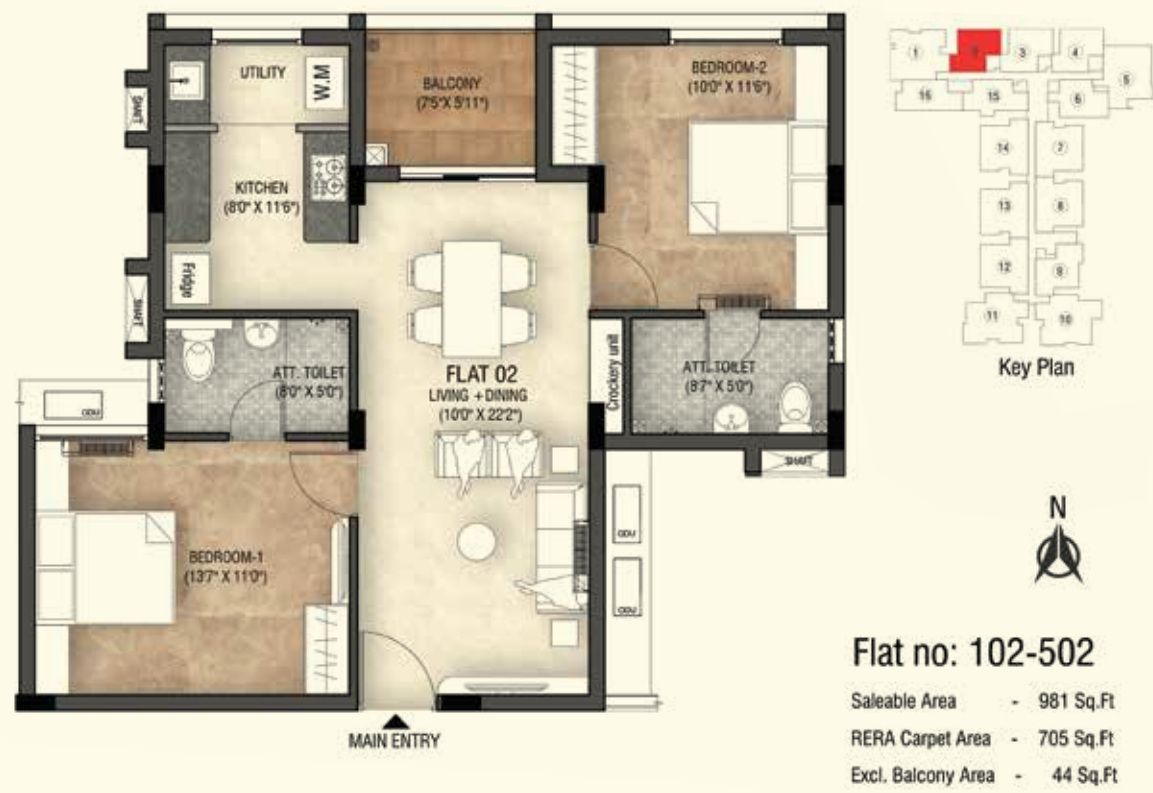 UTILITY
W.M
BALCONY
(7'5" X 5'11")
BEDROOM-2
(10'0" X 11'6")
SHAFT
KITCHEN
(8'0" X 11'6")
Fridge
SHAFT
ATT. TOILET
(8'0" X 5'0")
FLAT 02
LIVING + DINING
(10'0" X 22'2")
Crockery unit
ATT. TOILET
(8'7" X 5'0")
SHAFT
ODU
BEDROOM-1
(13'7" X 11'0")
ODU
ODU
MAIN ENTRY
1
3
4
5
16
15
6
14
7
13
8
12
9
11
10
Key Plan
N
Flat no: 102-502
Saleable Area - 981 Sq.Ft
RERA Carpet Area - 705 Sq.Ft
Excl. Balcony Area - 44 Sq.Ft